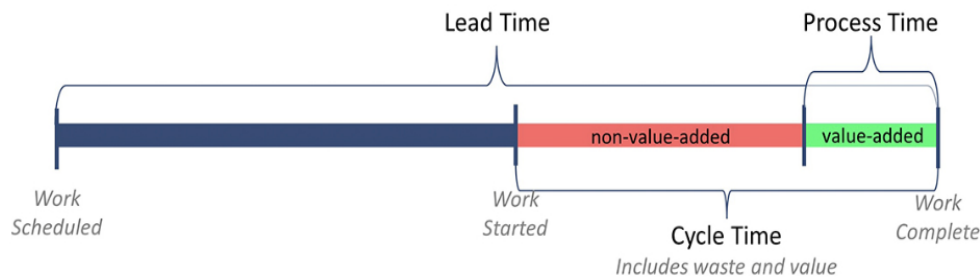 Lead Time
Process Time
non-value-added
value-added
Work
Scheduled
Work
Started
Work
Complete
Cycle Time
Includes waste and value